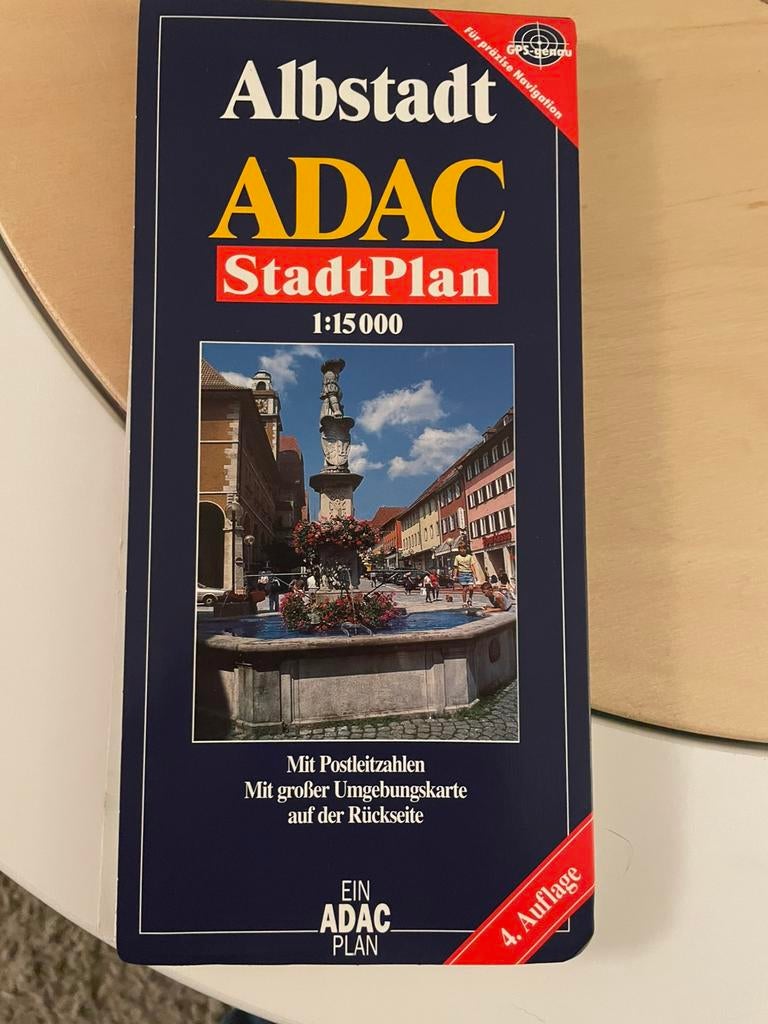 Für präzise Navigation
GPS-genau
Albstadt
ADAC
StadtPlan
1:15 000
Mit Postleitzahlen
Mit großer Umgebungskarte
auf der Rückseite
EIN
ADAC
PLAN
4. Auflage